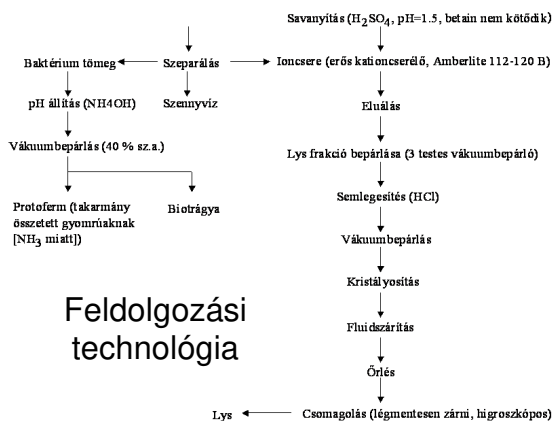 Savanyítás (H2SO4, pH=1.5, betain nem kötődik)
Baktérium tömeg
Szeparálás
Ioncsere (erős kationcserélő, Amberlite 112-120 B)
pH állítás (NH4OH)
Szennyvíz
Eluálás
Vákuumbepárlás (40 % sz.a.)
Lys frakció bepárlása (3 testes vákuumbepárló)
Protoferm (takarmány
összetett gyomrúaknak
[NH3 miatt])
Biotrágya
Semlegesítés (HCl)
Vákuumbepárlás
Kristályosítás
Feldolgozási
technológia
Fluidszárítás
Őrlés
Lys
Csomagolás (légmentesen zárni, higroszkópos)